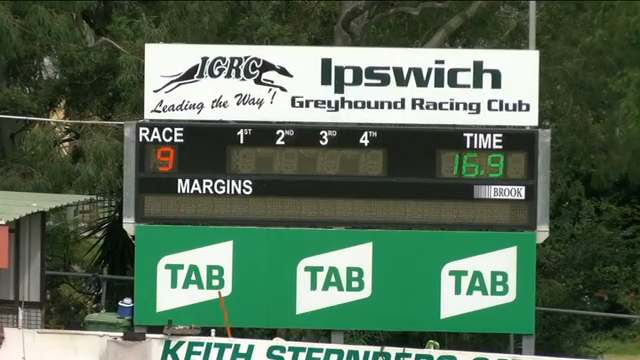 IGRC
Leading the Way!
Ipswich
Greyhound Racing Club
RACE 1ST 2ND 3RD 4TH TIME
9 16.9
MARGINS BROOK
TAB TAB TAB
KEITH